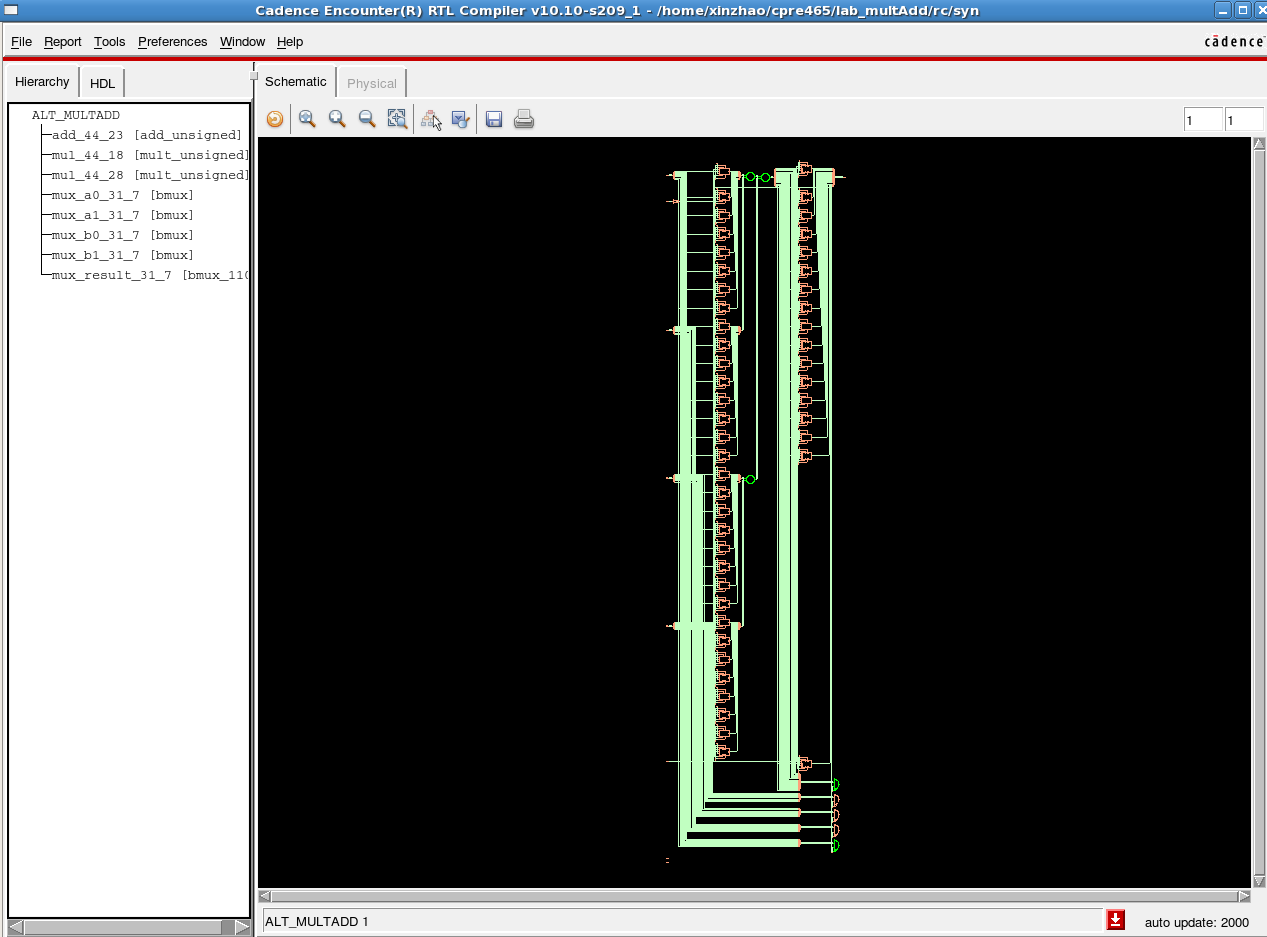 Cadence Encounter(R) RTL Compiler v10.10-s209_1 - /home/xinzhao/cpre465/lab_multAdd/rc/syn
File Report Tools Preferences Window Help
cādence
Hierarchy HDL
Schematic Physical
1 1
ALT_MULTADD
add_44_23 [add_unsigned]
mul_44_18 [mult_unsigned]
mul_44_28 [mult_unsigned]
mux_a0_31_7 [bmux]
mux_a1_31_7 [bmux]
mux_b0_31_7 [bmux]
mux_b1_31_7 [bmux]
mux_result_31_7 [bmux_110
ALT_MULTADD 1
auto update: 2000